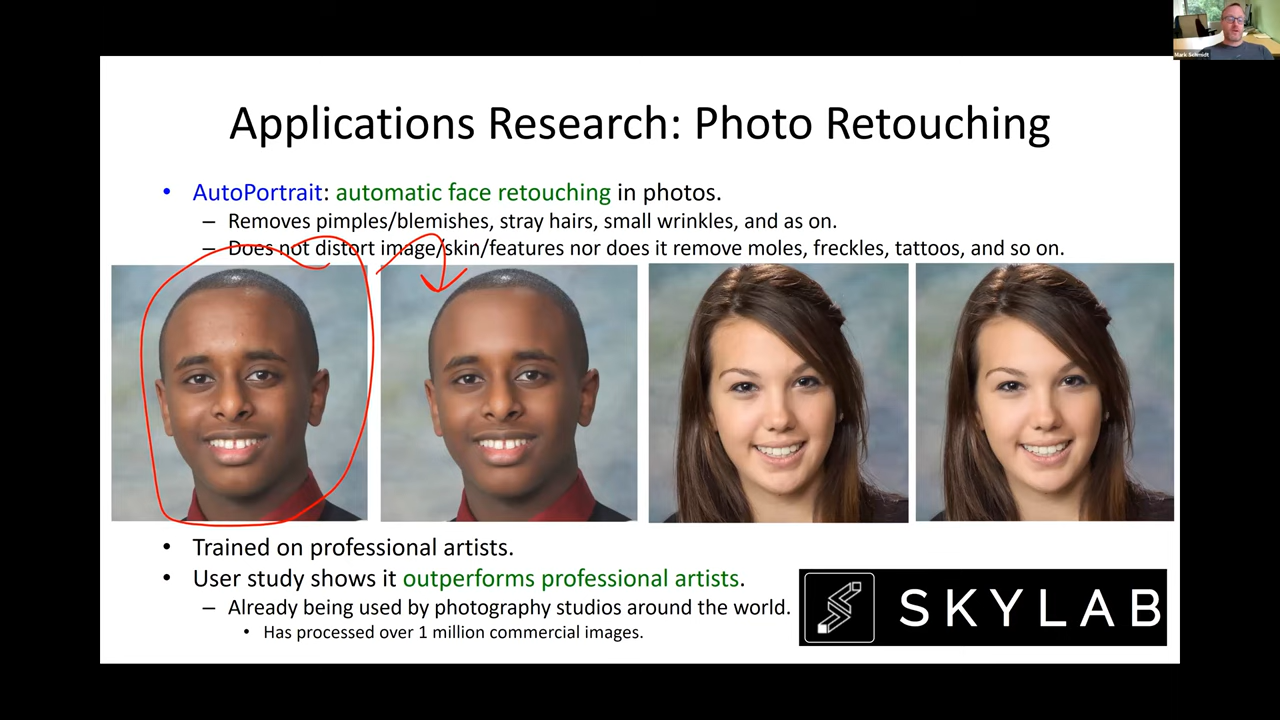 Mark Schmidt
Applications Research: Photo Retouching
• AutoPortrait: automatic face retouching in photos.
– Removes pimples/blemishes, stray hairs, small wrinkles, and as on.
– Does not distort image/skin/features nor does it remove moles, freckles, tattoos, and so on.
• Trained on professional artists.
• User study shows it outperforms professional artists.
– Already being used by photography studios around the world.
• Has processed over 1 million commercial images.
SKYLAB